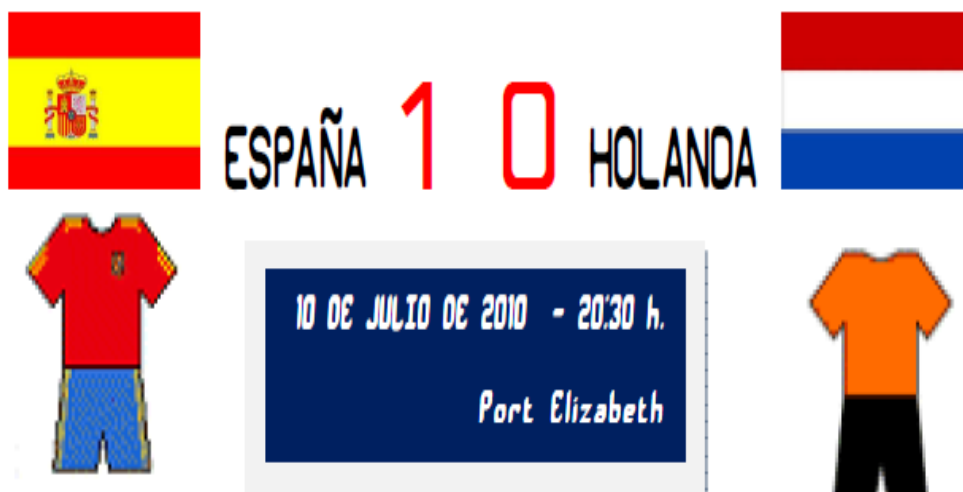 ESPAÑA 1 0 HOLANDA
10 DE JULIO DE 2010 - 20:30 h.
Port Elizabeth